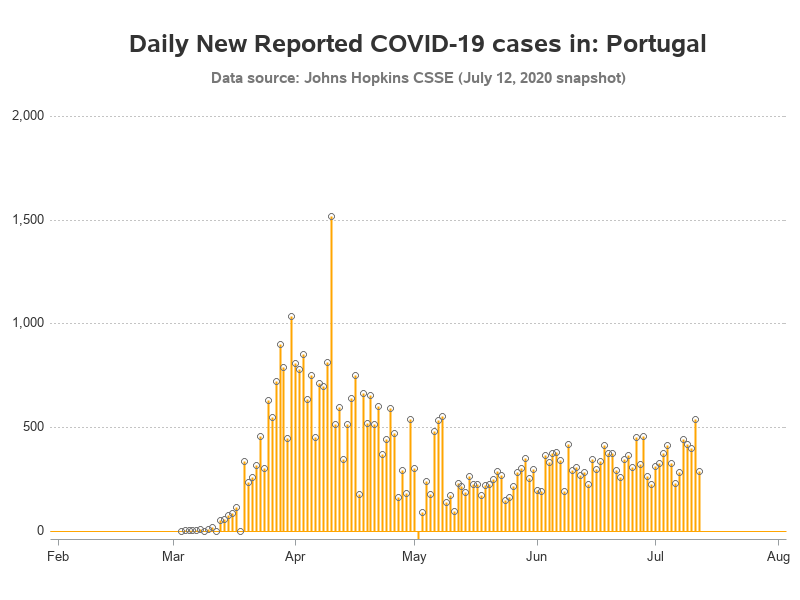 Daily New Reported COVID-19 cases in: Portugal
Data source: Johns Hopkins CSSE (July 12, 2020 snapshot)
2,000
1,500
1,000
500
0
Feb Mar Apr May Jun Jul Aug